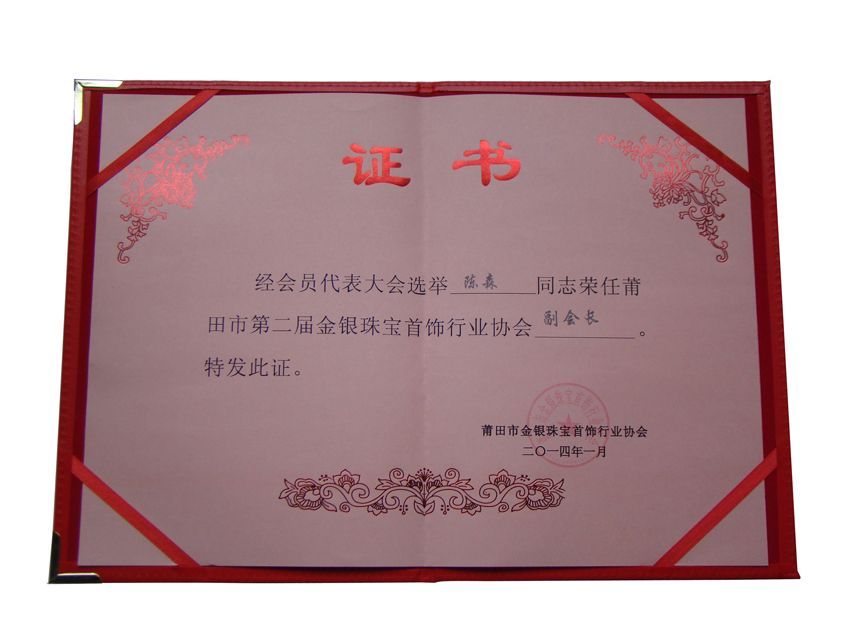 证书
经会员代表大会选举陈森同志荣任莆
田市第二届金银珠宝首饰行业协会副会长。
特发此证。
莆田市金银珠宝首饰行业协会
二〇一四年一月